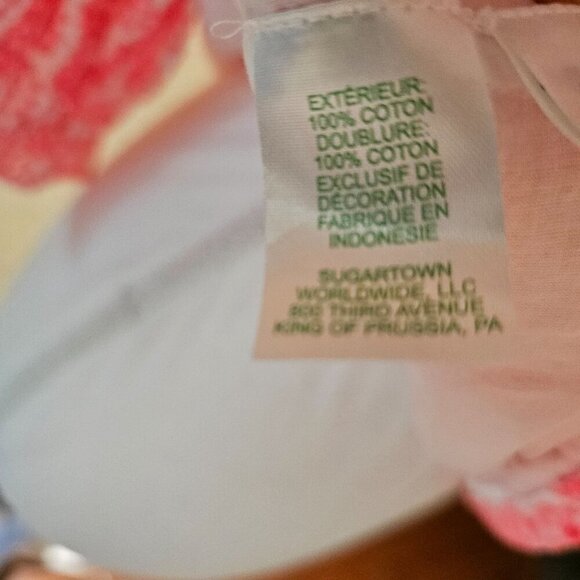 EXTÉRIEUR:
100% COTON
DOUBLURE:
100% COTON
EXCLUSIF DE
DÉCORATION
FABRIQUE EN
INDONÉSIE
SUGARTOWN
WORLDWIDE, LLC
800 THIRD AVENUE
KING OF PRUSSIA, PA